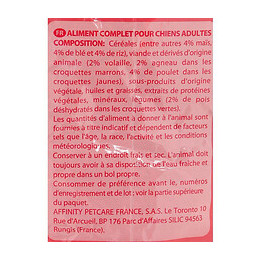 FR ALIMENT COMPLET POUR CHIENS ADULTES
COMPOSITION: Céréales (entre autres 4% maïs,
4% de blé et 4% de riz), viande et dérivés d'origine
animale (2% volaille, 2% agneau dans les
croquettes marrons, 4% de poulet dans les
croquettes jaunes), sous-produits d'origine
végétale, huiles et graisses, extraits de protéines
végétales, minéraux, légumes (2% de pois
déshydratés dans les croquettes vertes).
Les quantités d'aliment à donner à l'animal sont
fournies à titre indicatif et dépendent de facteurs
tels que l'âge, la race, l'activité et les conditions
météorologiques.
Conserver à un endroit frais et sec. L'animal doit
toujours avoir à sa disposition de l'eau fraîche et
propre dans un bol propre.
Consommer de préférence avant le, numéro
d'enregistrement: voir sur la partie supérieure
du paquet.
AFFINITY PETCARE FRANCE, S.A.S. Le Toronto 10
Rue d'Arcueil, BP 176 Parc d'Affaires SILIC 94563
Rungis (France).